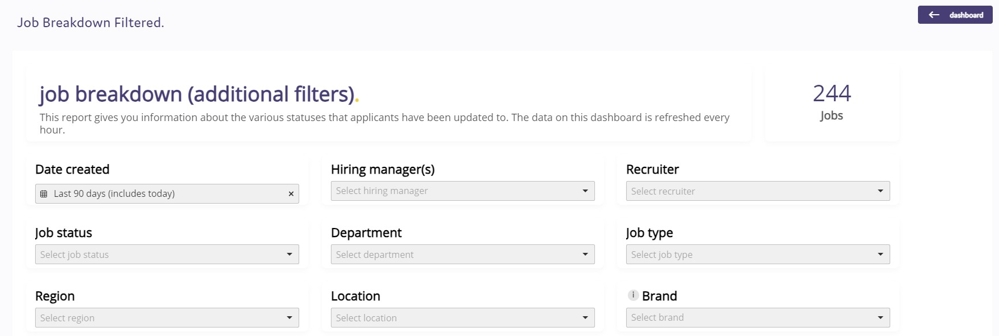 Job Breakdown Filtered.
dashboard
job breakdown (additional filters).
This report gives you information about the various statuses that applicants have been updated to. The data on this dashboard is refreshed every
hour.
244
Jobs
Date created
Hiring manager(s)
Recruiter
Last 90 days (includes today)
Select hiring manager
Select recruiter
Job status
Department
Job type
Select job status
Select department
Select job type
Region
Location
i Brand
Select region
Select location
Select brand